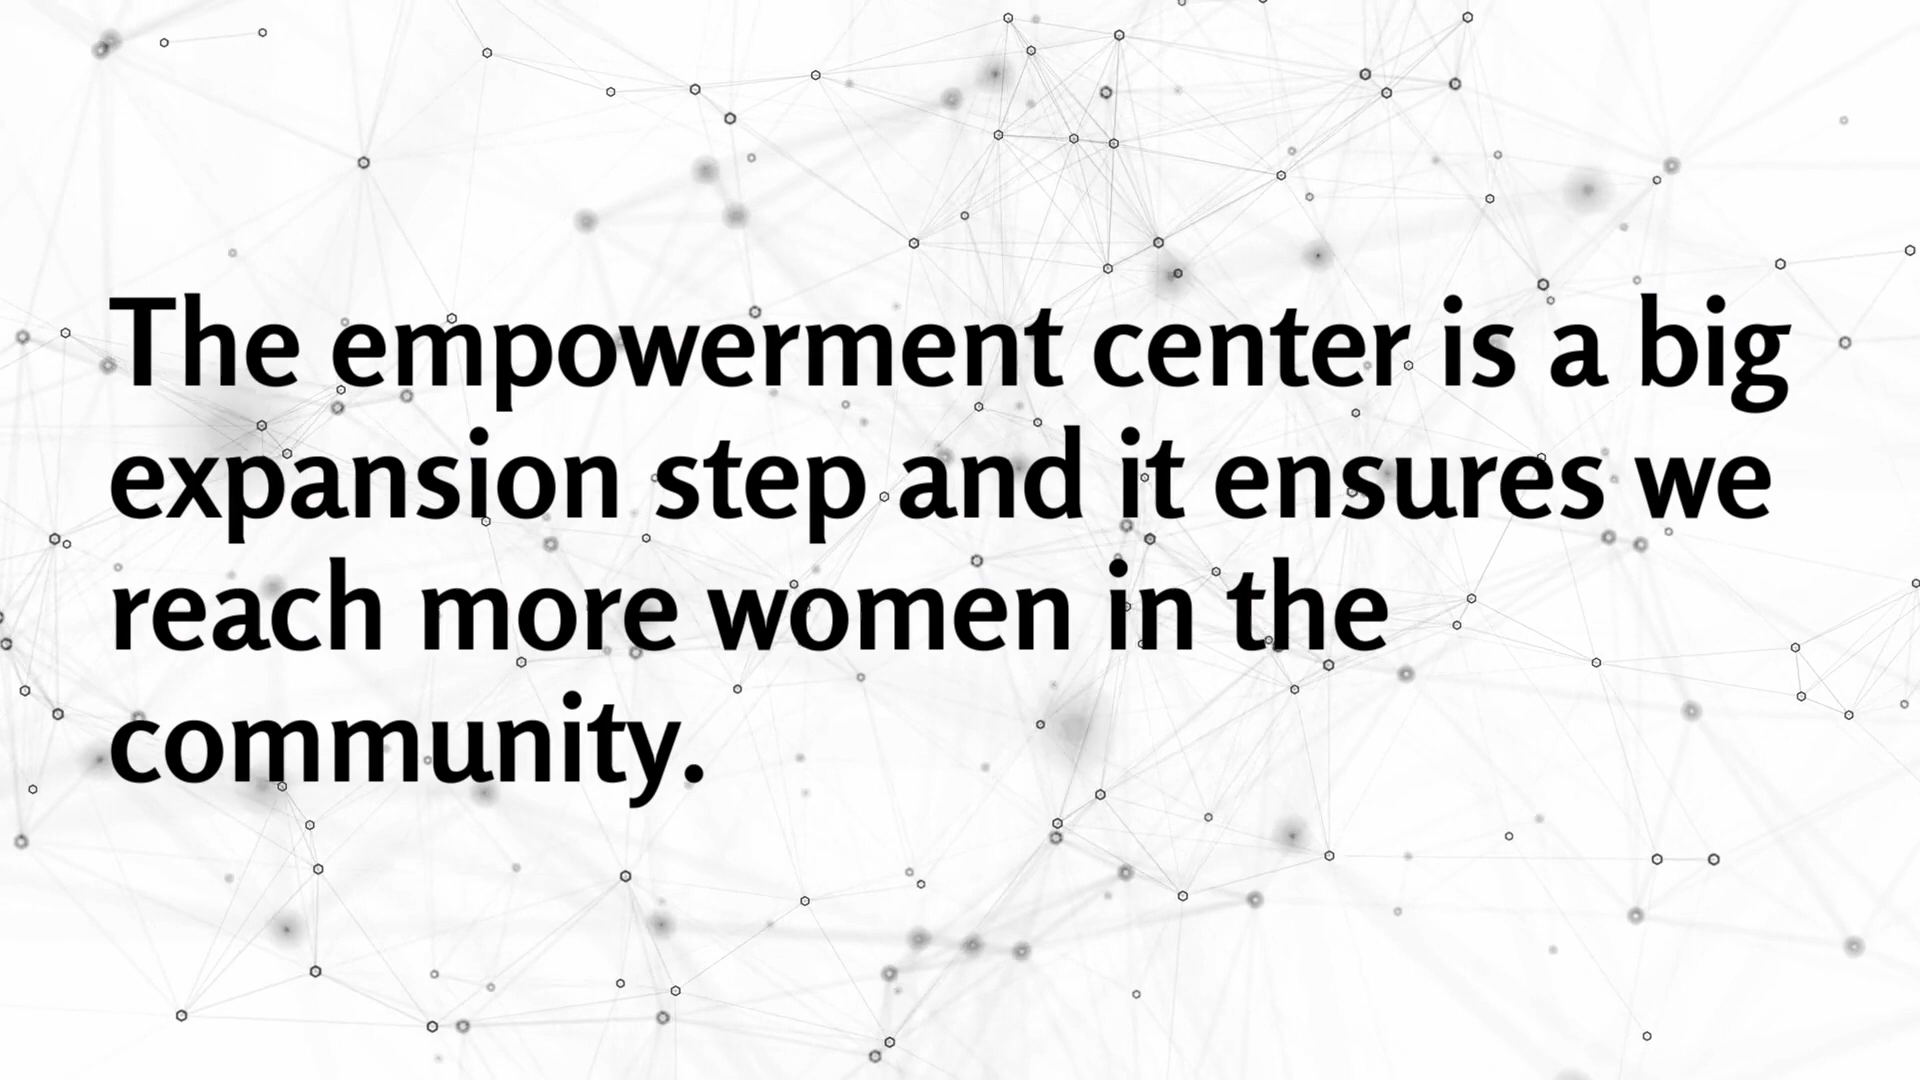 The empowerment center is a big
expansion step and it ensures we
reach more women in the
community.